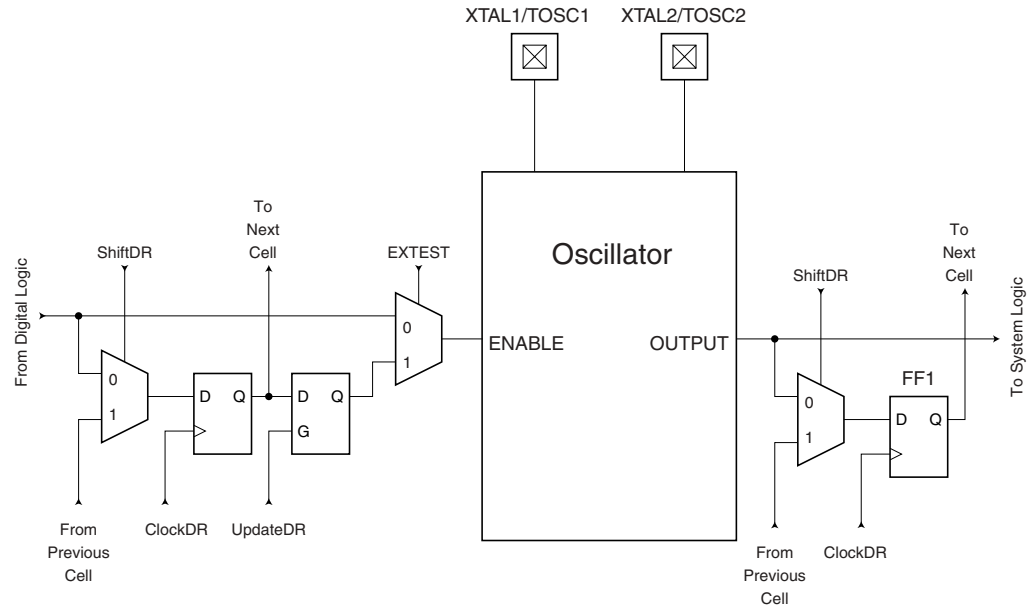 XTAL1/TOSC1
XTAL2/TOSC2
To
Next
Cell
ShiftDR
EXTEST
From Digital Logic
0
1
D Q
D Q
G
0
1
From
Previous
Cell
ClockDR
UpdateDR
Oscillator
ENABLE
OUTPUT
To
Next
Cell
ShiftDR
To System Logic
FF1
0
1
D Q
From
Previous
Cell
ClockDR